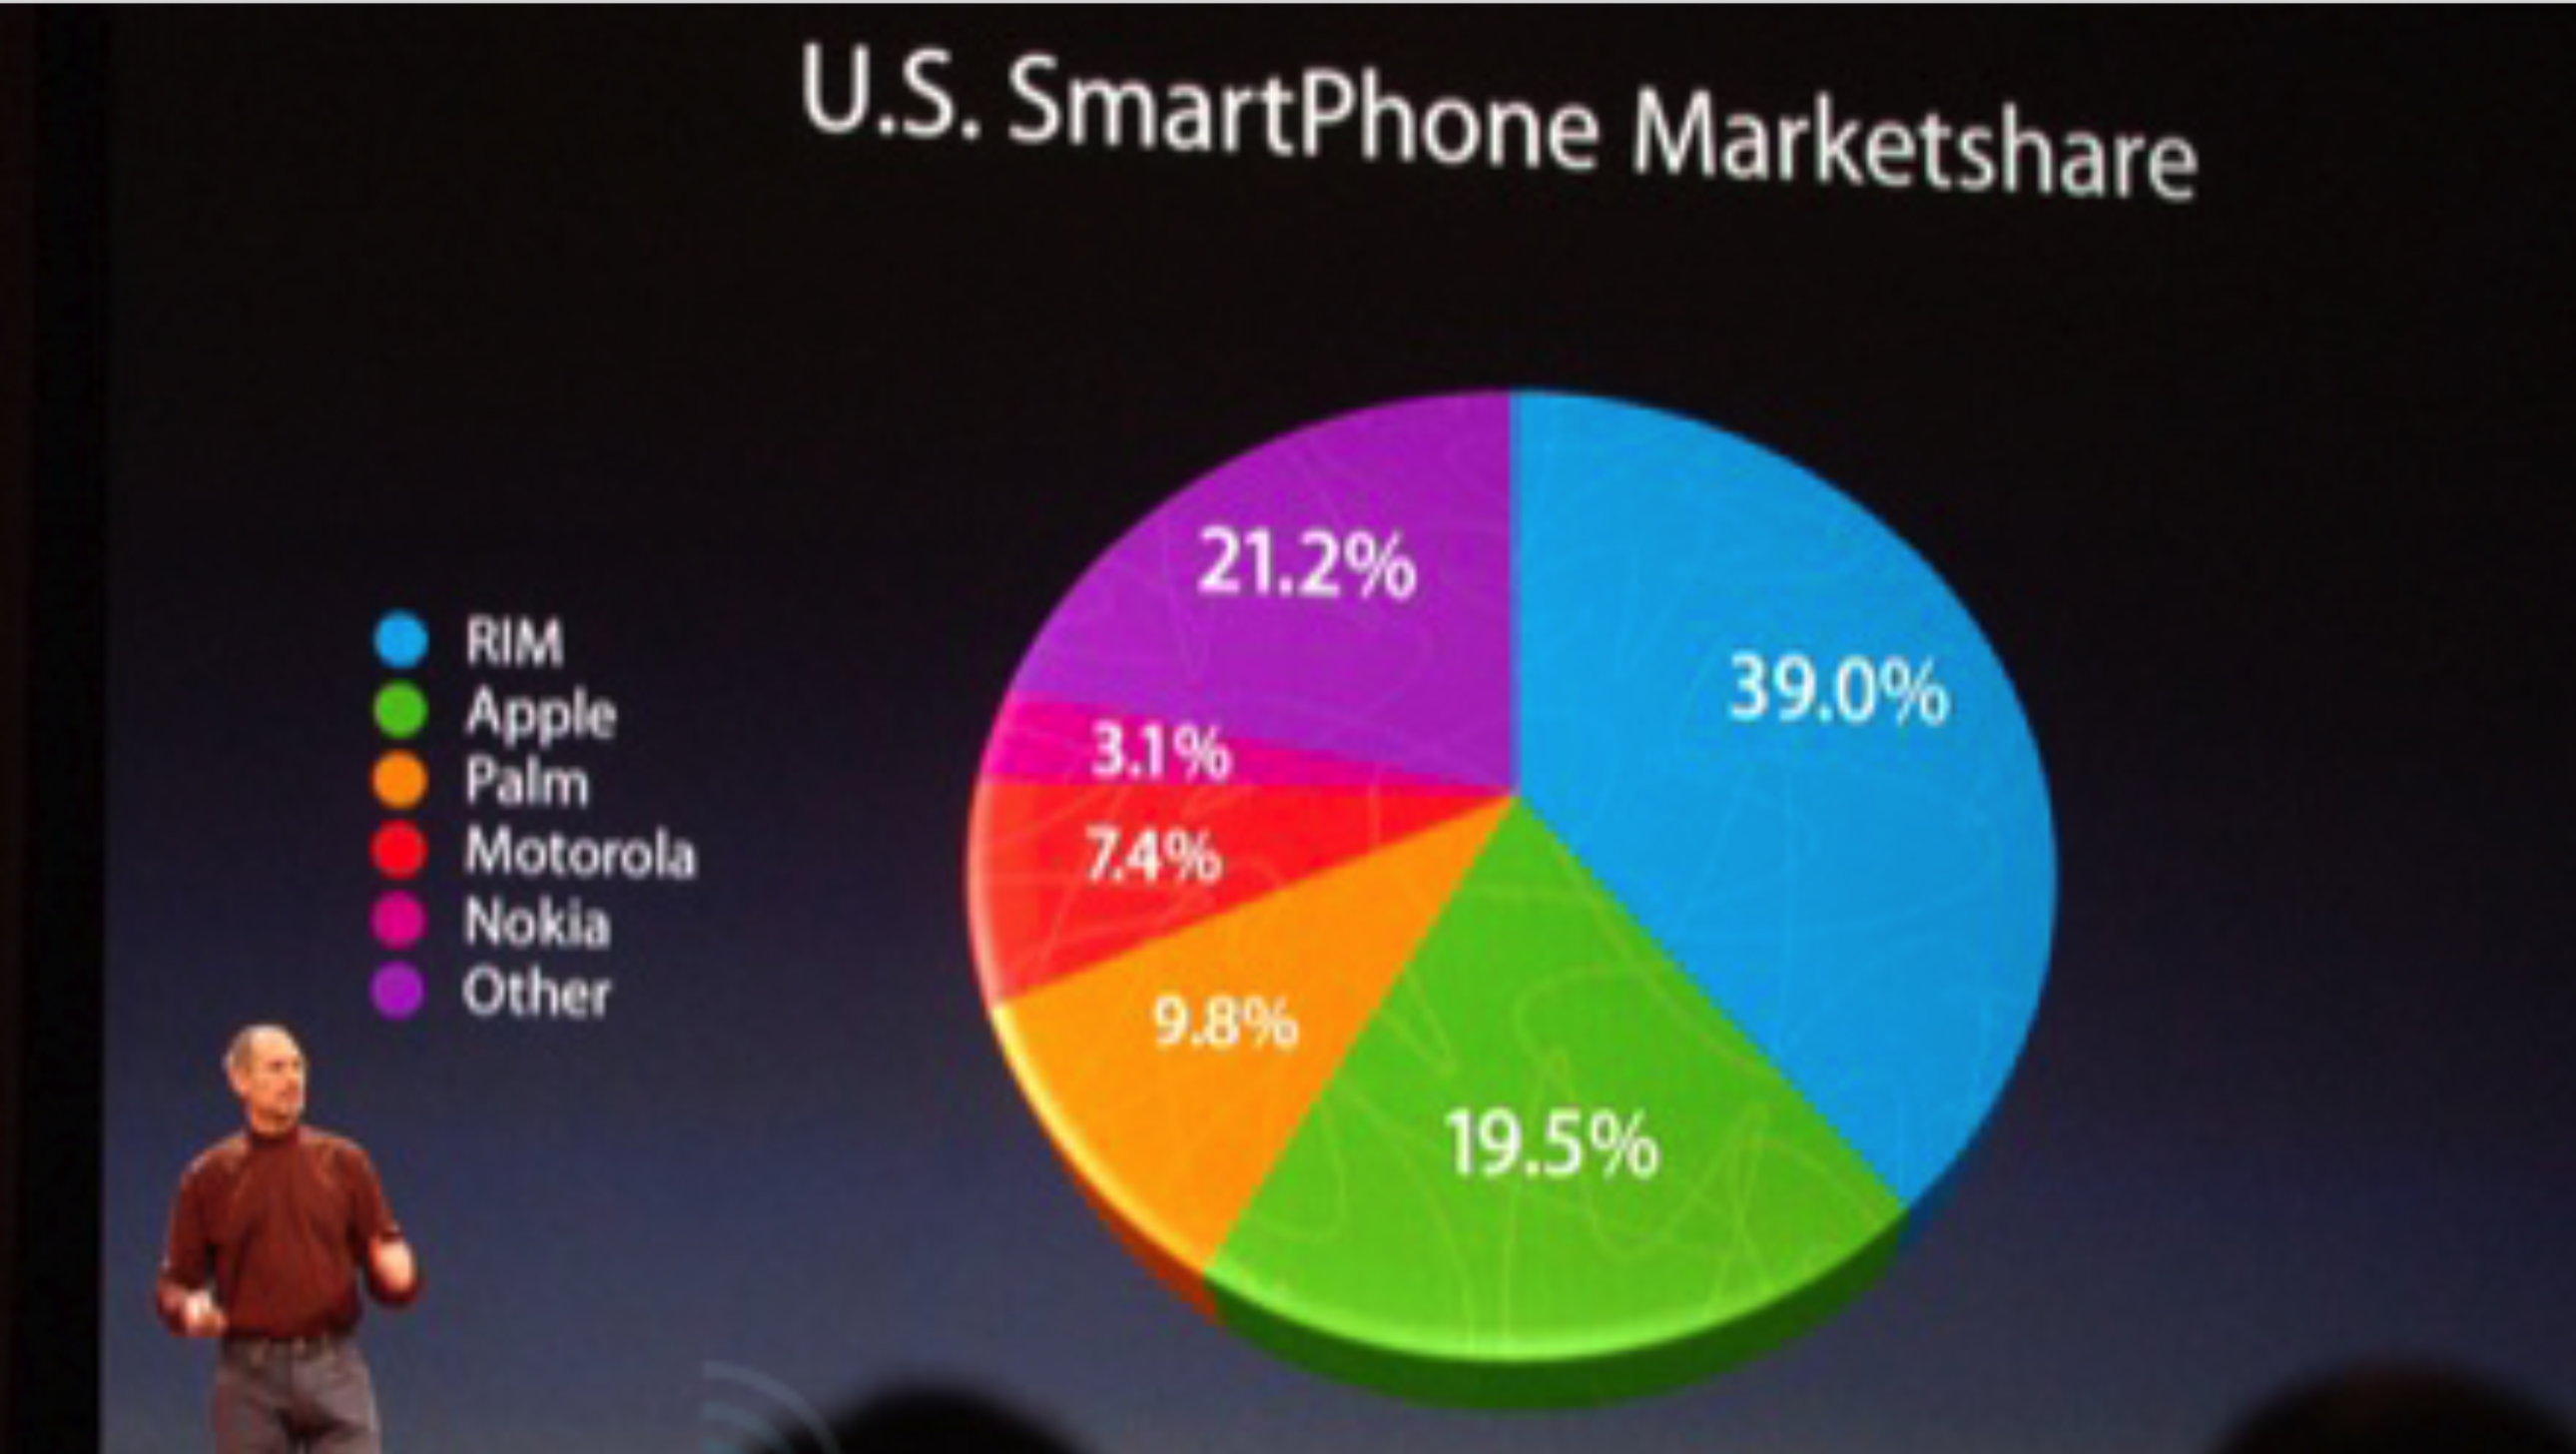 U.S. SmartPhone Marketshare
RIM
Apple
Palm
Motorola
Nokia
Other
21.2%
39.0%
3.1%
7.4%
9.8%
19.5%